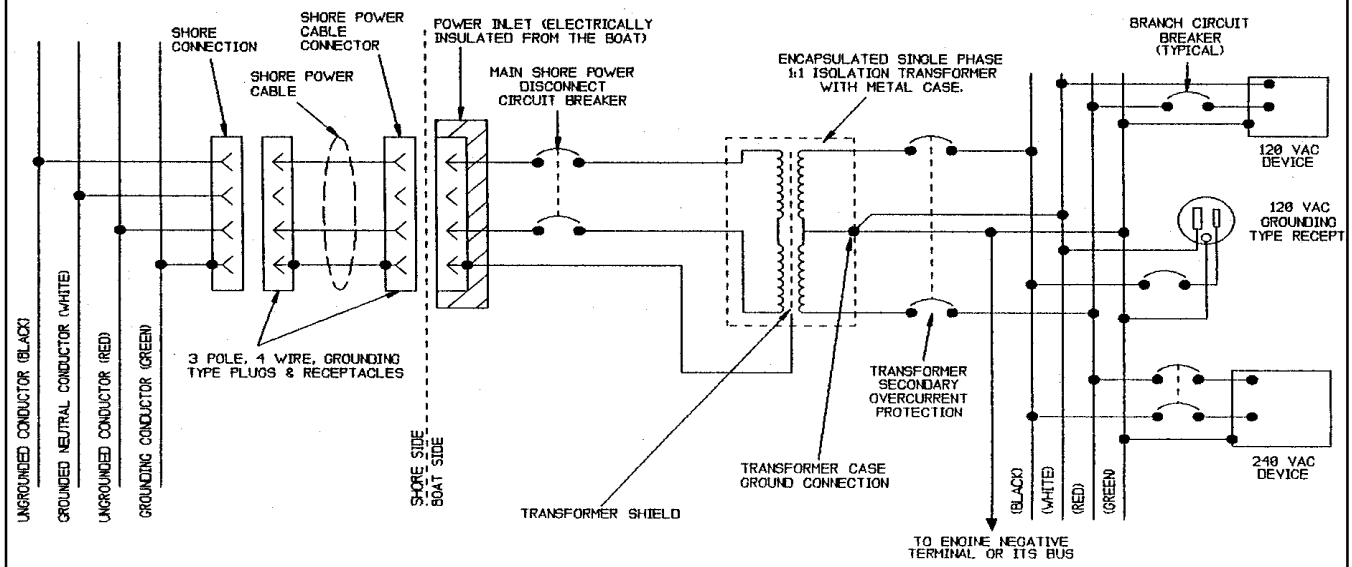 SHORE
CONNECTION
SHORE POWER
CABLE
CONNECTOR
SHORE POWER
CABLE
POWER INLET (ELECTRICALLY
INSULATED FROM THE BOAT)
MAIN SHORE POWER
DISCONNECT
CIRCUIT BREAKER
ENCAPSULATED SINGLE PHASE
1:1 ISOLATION TRANSFORMER
WITH METAL CASE.
BRANCH CIRCUIT
BREAKER
(TYPICAL)
120 VAC
DEVICE
120 VAC
GROUNDING
TYPE RECEPT
240 VAC
DEVICE
3 POLE, 4 WIRE, GROUNDING
TYPE PLUGS & RECEPTACLES
UNGROUNDED CONDUCTOR (BLACK)
GROUNDED NEUTRAL CONDUCTOR (WHITE)
UNGROUNDED CONDUCTOR (RED)
GROUNDING CONDUCTOR (GREEN)
SHORE SIDE
BOAT SIDE
TRANSFORMER SHIELD
TRANSFORMER CASE
GROUND CONNECTION
TRANSFORMER
SECONDARY
OVERCURRENT
PROTECTION
TO ENGINE NEGATIVE
TERMINAL OR ITS BUS
(BLACK)
(WHITE)
(RED)
(GREEN)